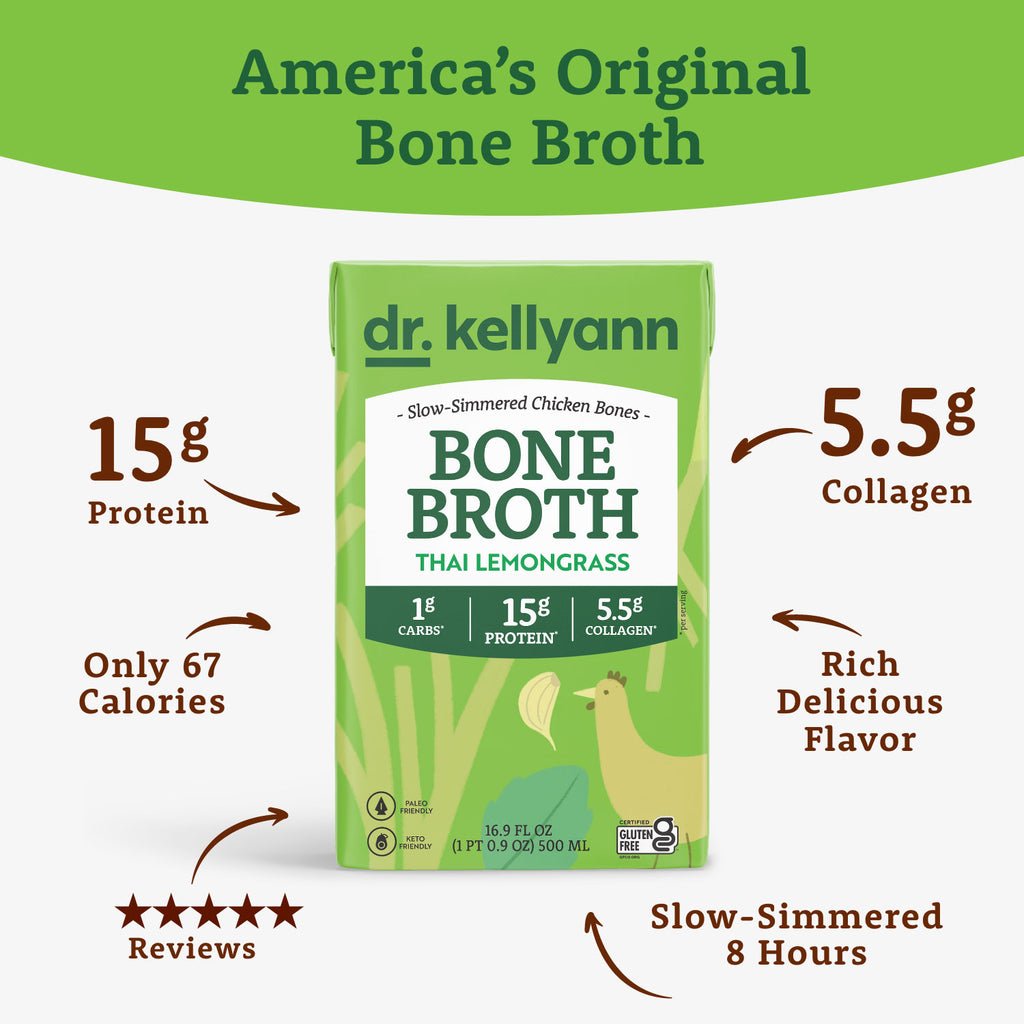 America's Original
Bone Broth
dr. kellyann
- Slow-Simmered Chicken Bones -
BONE
BROTH
THAI LEMONGRASS
1g
CARBS*
15g
PROTEIN*
5.5g
COLLAGEN*
*per serving
PALEO
FRIENDLY
KETO
FRIENDLY
16.9 FL OZ
(1 PT 0.9 OZ) 500 ML
CERTIFIED
GLUTEN
FREE
GFCO.ORG
15g
Protein
5.5g
Collagen
Only 67
Calories
Rich
Delicious
Flavor
Reviews
Slow-Simmered
8 Hours